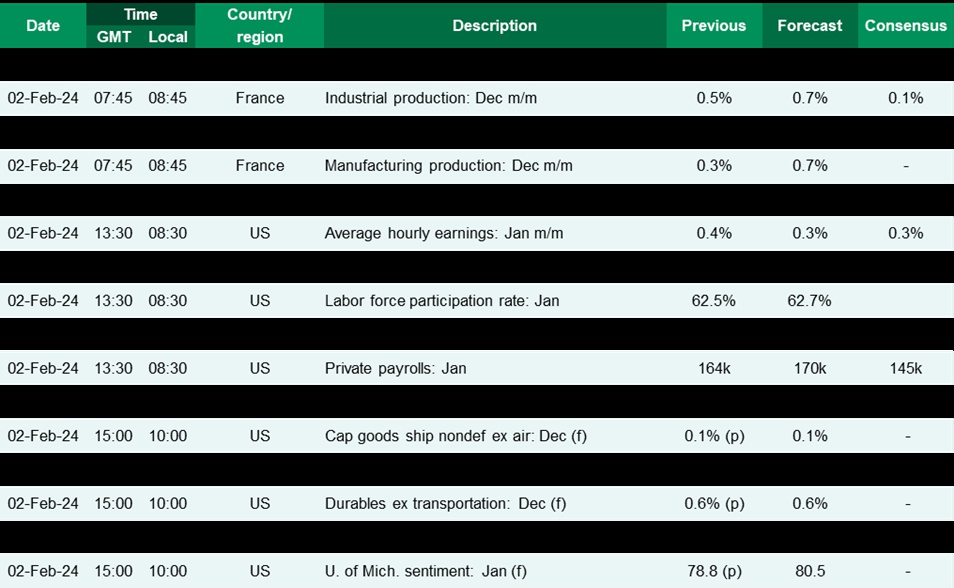 Date Time Country/ Description Previous Forecast Consensus
GMT Local region
02-Feb-24 07:45 08:45 France Industrial production: Dec m/m 0.5% 0.7% 0.1%
02-Feb-24 07:45 08:45 France Manufacturing production: Dec m/m 0.3% 0.7% -
02-Feb-24 13:30 08:30 US Average hourly earnings: Jan m/m 0.4% 0.3% 0.3%
02-Feb-24 13:30 08:30 US Labor force participation rate: Jan 62.5% 62.7%
02-Feb-24 13:30 08:30 US Private payrolls: Jan 164k 170k 145k
02-Feb-24 15:00 10:00 US Cap goods ship nondef ex air: Dec (f) 0.1% (p) 0.1% -
02-Feb-24 15:00 10:00 US Durables ex transportation: Dec (f) 0.6% (p) 0.6% -
02-Feb-24 15:00 10:00 US U. of Mich. sentiment: Jan (f) 78.8 (p) 80.5 -